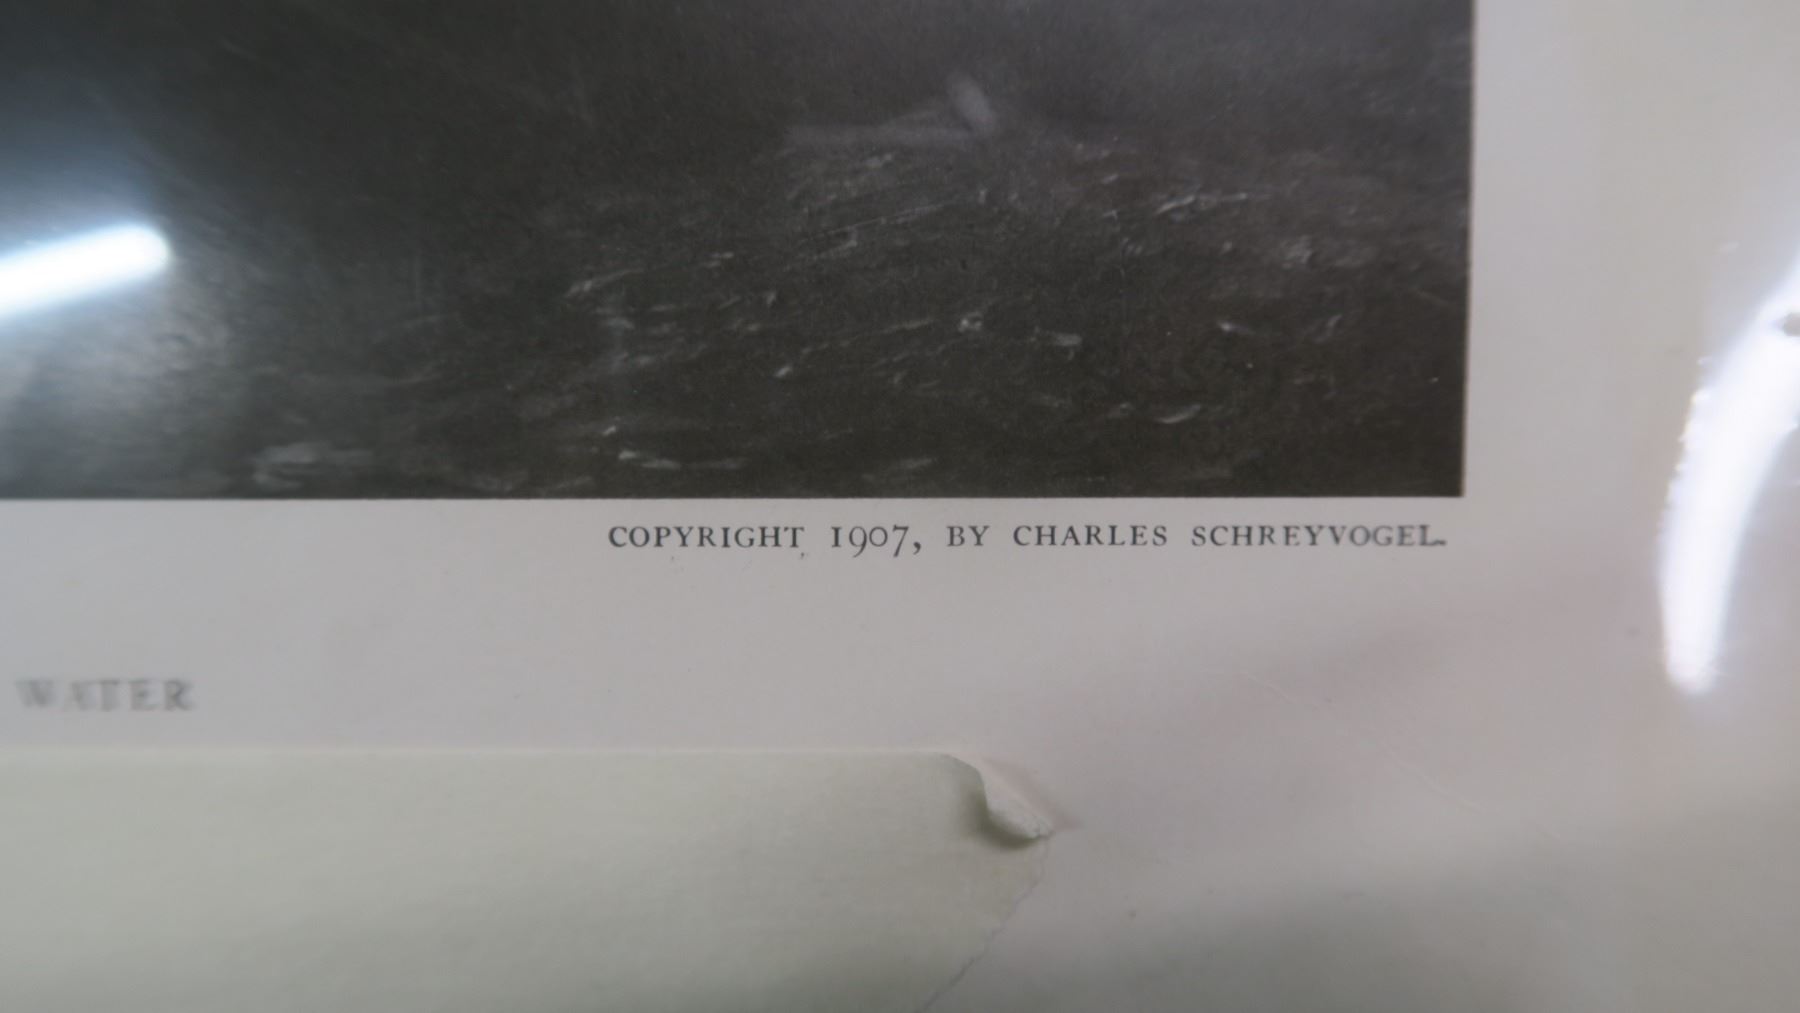 COPYRIGHT 1907, BY CHARLES SCHREYVOGEL.
WATER